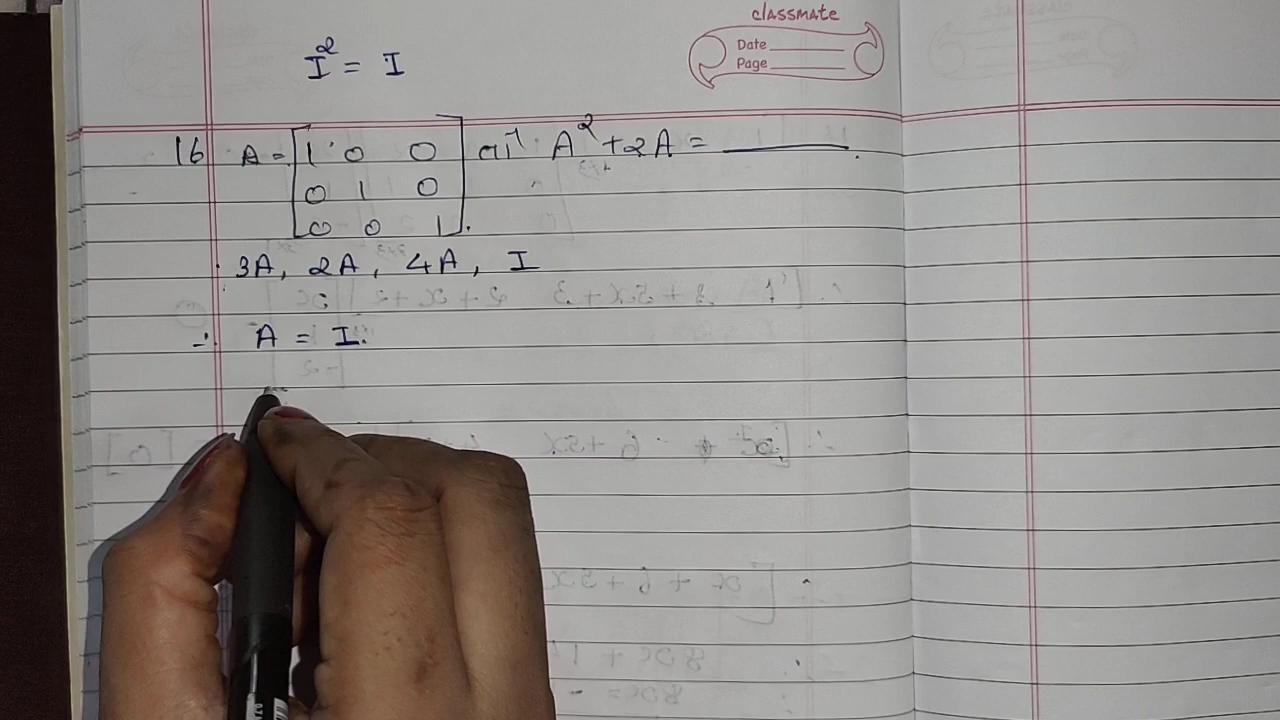 classmate
Date
Page
I² = I
16 A = [1 0 0 તો A² + 2A = ______.
0 1 0
0 0 1].
3A, 2A, 4A, I
∴ A = I.